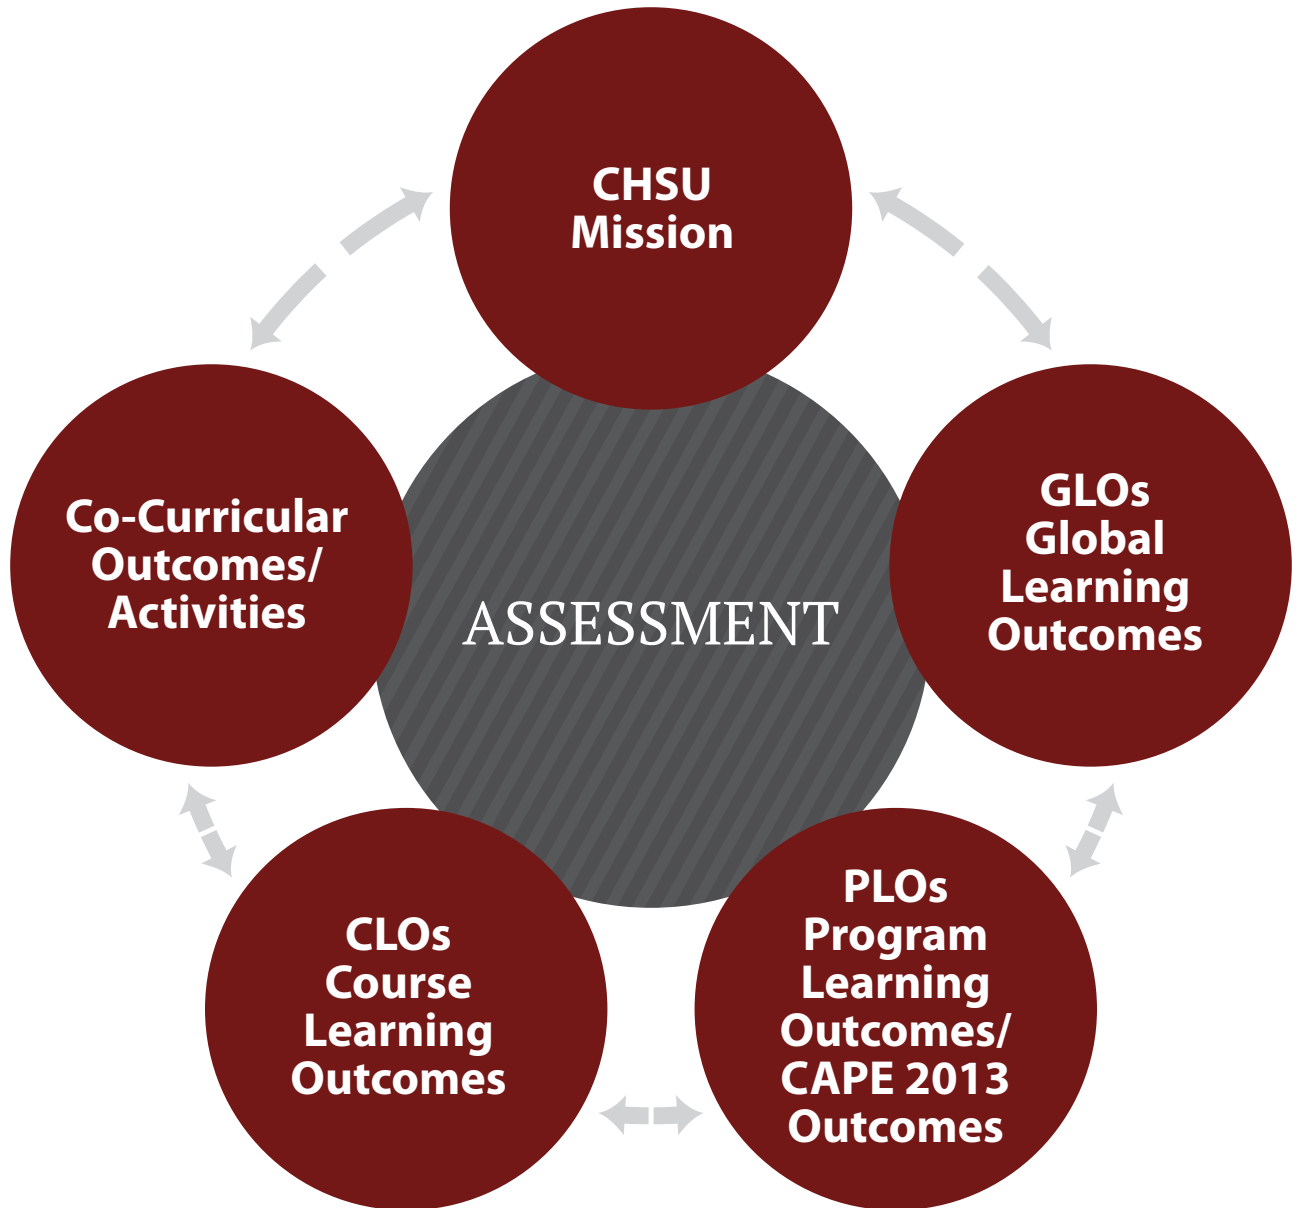 CHSU
Mission
GLOs
Global
Learning
Outcomes
PLOs
Program
Learning
Outcomes/
CAPE 2013
Outcomes
CLOs
Course
Learning
Outcomes
Co-Curricular
Outcomes/
Activities
ASSESSMENT